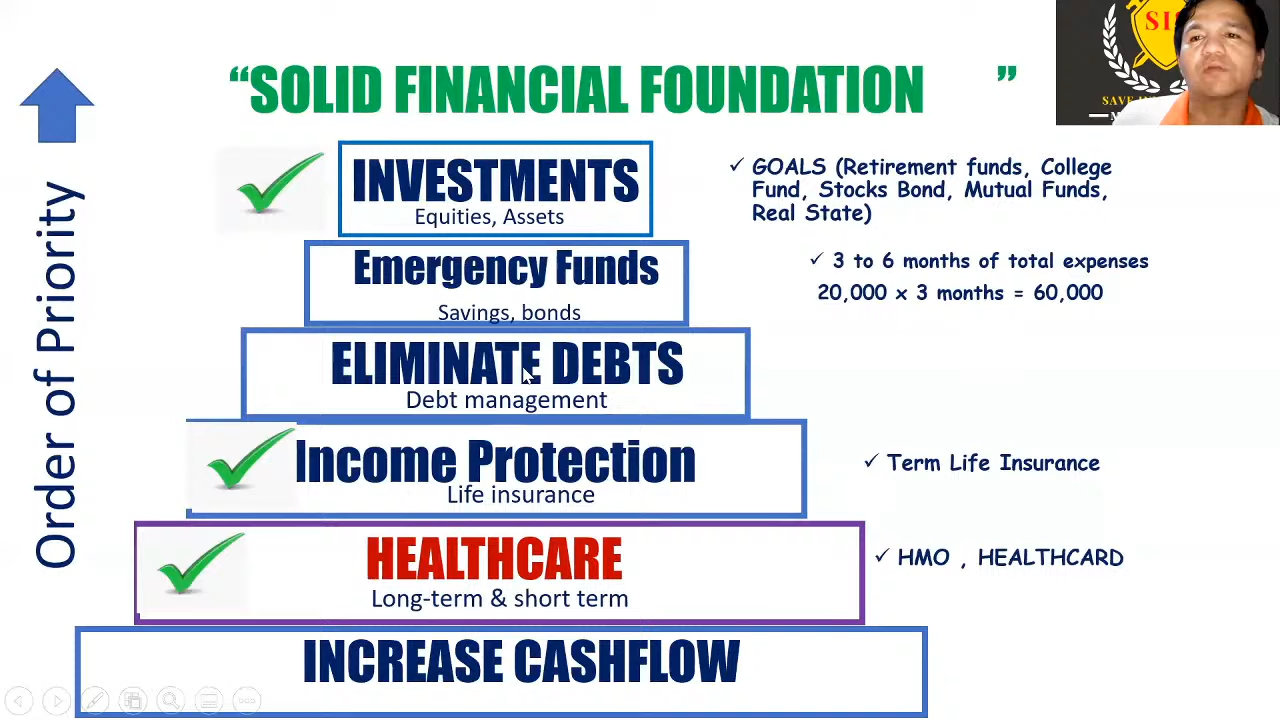 “SOLID FINANCIAL FOUNDATION ”
Order of Priority
INVESTMENTS
Equities, Assets
✓ GOALS (Retirement funds, College
Fund, Stocks Bond, Mutual Funds,
Real State)
Emergency Funds
Savings, bonds
✓ 3 to 6 months of total expenses
20,000 x 3 months = 60,000
ELIMINATE DEBTS
Debt management
Income Protection
Life insurance
✓ Term Life Insurance
HEALTHCARE
Long-term & short term
✓ HMO , HEALTHCARD
INCREASE CASHFLOW